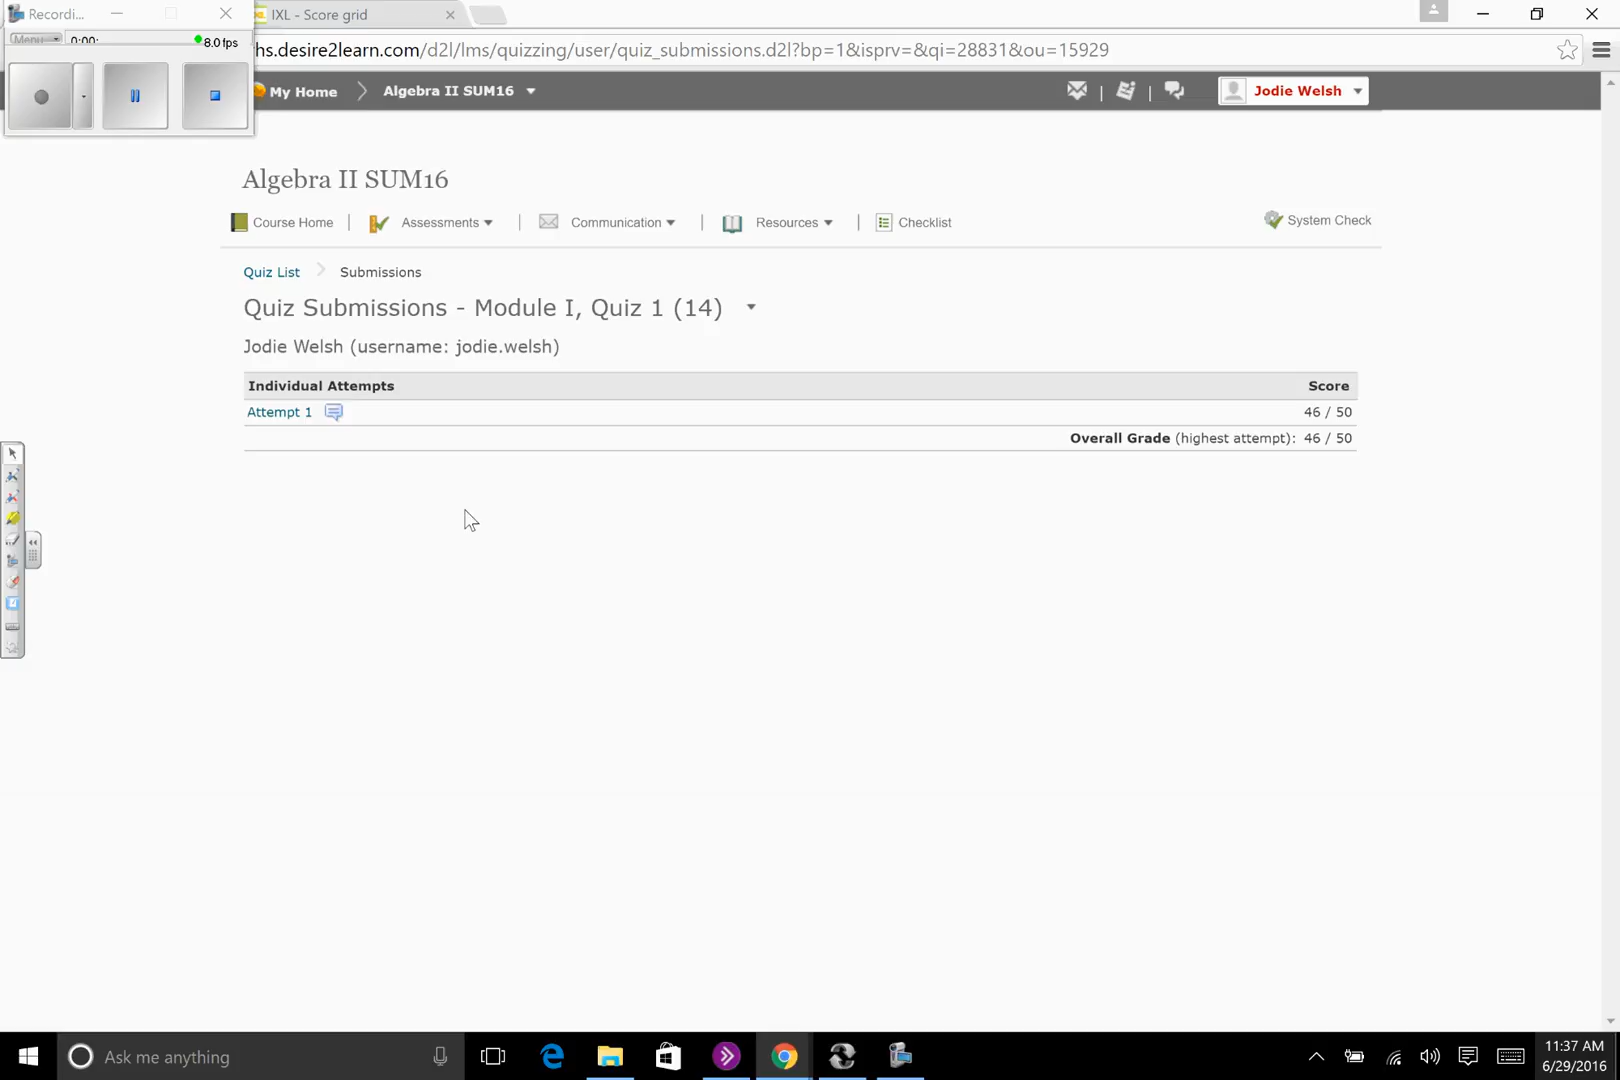 Recordi...
IXL - Score grid
Menu
0:00:
8.0 fps
hs.desire2learn.com/d2l/lms/quizzing/user/quiz_submissions.d2l?bp=1&isprv=&qi=28831&ou=15929
My Home
Algebra II SUM16
Jodie Welsh
Algebra II SUM16
Course Home
Assessments
Communication
Resources
Checklist
System Check
Quiz List
Submissions
Quiz Submissions - Module I, Quiz 1 (14)
Jodie Welsh (username: jodie.welsh)
Individual Attempts
Score
Attempt 1
46 / 50
Overall Grade (highest attempt): 46 / 50
Ask me anything
11:37 AM
6/29/2016